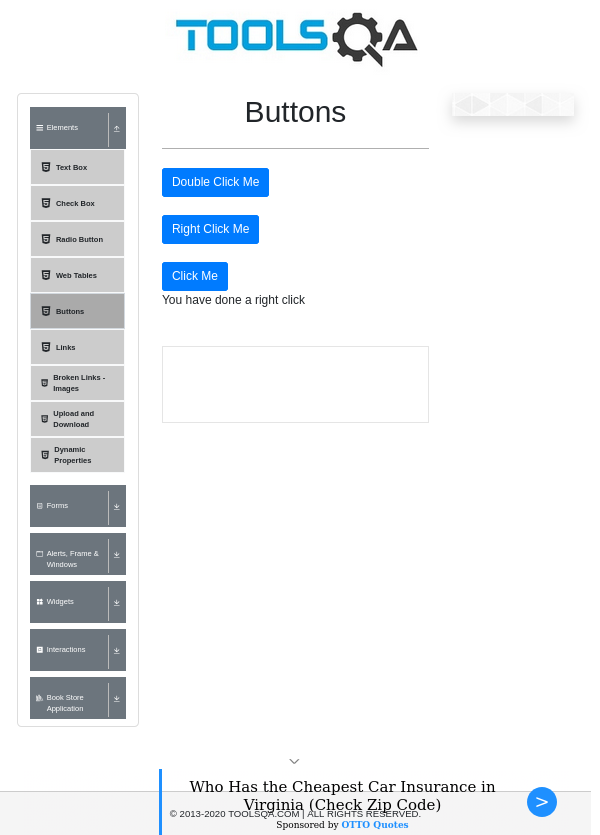 TOOLSQA
Elements
Text Box
Check Box
Radio Button
Web Tables
Buttons
Links
Broken Links -
Images
Upload and
Download
Dynamic
Properties
Forms
Alerts, Frame &
Windows
Widgets
Interactions
Book Store
Application
Buttons
Double Click Me
Right Click Me
Click Me
You have done a right click
Who Has the Cheapest Car Insurance in
Virginia (Check Zip Code)
© 2013-2020 TOOLSQA.COM | ALL RIGHTS RESERVED.
Sponsored by OTTO Quotes